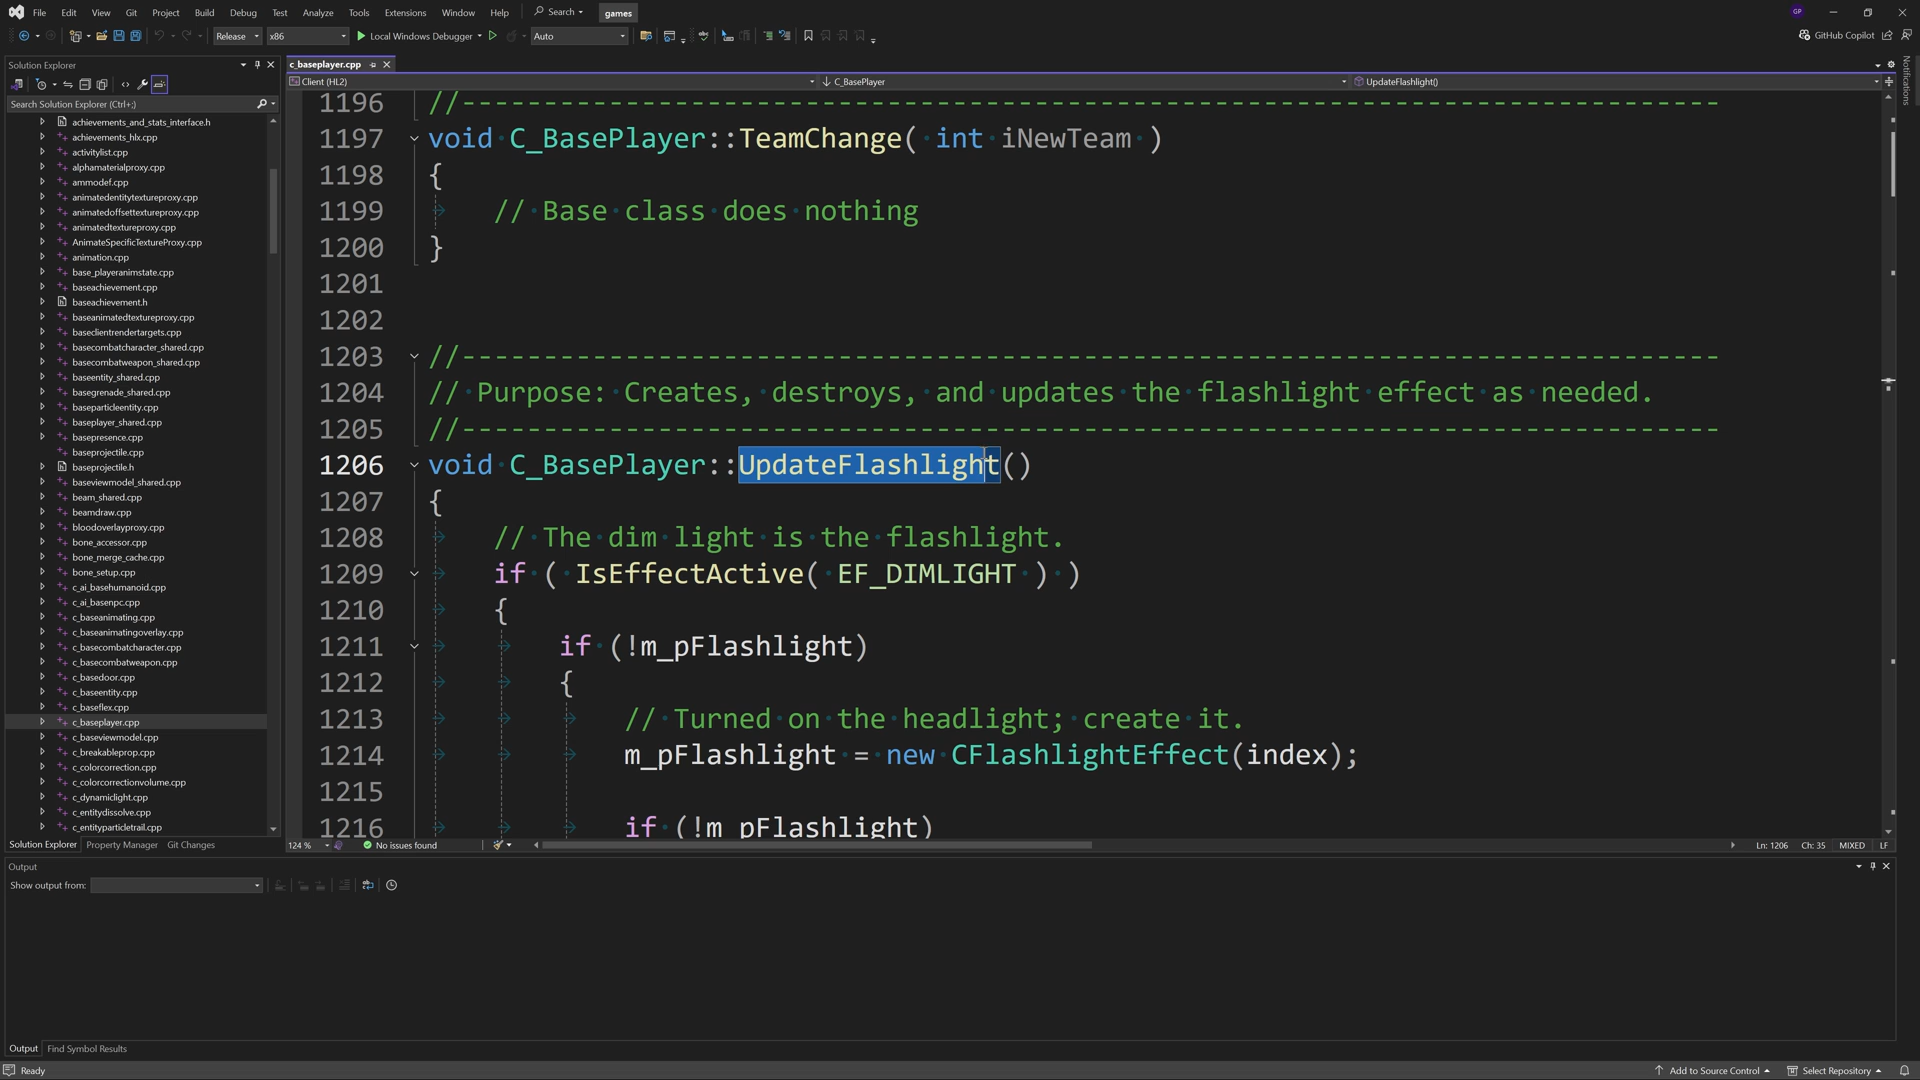 File Edit View Git Project Build Debug Test Analyze Tools Extensions Window Help Search games GP
Release x86 Local Windows Debugger Auto GitHub Copilot
Solution Explorer
c_baseplayer.cpp
Client (HL2) C_BasePlayer UpdateFlashlight()
Notifications
Search Solution Explorer (Ctrl+;)
achievements_and_stats_interface.h
achievements_hlx.cpp
activitylist.cpp
alphamaterialproxy.cpp
ammodef.cpp
animatedentitytextureproxy.cpp
animatedoffsettextureproxy.cpp
animatedtextureproxy.cpp
AnimateSpecificTextureProxy.cpp
animation.cpp
base_playeranimstate.cpp
baseachievement.cpp
baseachievement.h
baseanimatedtextureproxy.cpp
baseclientrendertargets.cpp
basecombatcharacter_shared.cpp
basecombatweapon_shared.cpp
baseentity_shared.cpp
basegrenade_shared.cpp
baseparticleentity.cpp
baseplayer_shared.cpp
basepresence.cpp
baseprojectile.cpp
baseprojectile.h
baseviewmodel_shared.cpp
beam_shared.cpp
beamdraw.cpp
bloodoverlayproxy.cpp
bone_accessor.cpp
bone_merge_cache.cpp
bone_setup.cpp
c_ai_basehumanoid.cpp
c_ai_basenpc.cpp
c_baseanimating.cpp
c_baseanimatingoverlay.cpp
c_basecombatcharacter.cpp
c_basecombatweapon.cpp
c_basedoor.cpp
c_baseentity.cpp
c_baseflex.cpp
c_baseplayer.cpp
c_baseviewmodel.cpp
c_breakableprop.cpp
c_colorcorrection.cpp
c_colorcorrectionvolume.cpp
c_dynamiclight.cpp
c_entitydissolve.cpp
c_entityparticletrail.cpp
Solution Explorer Property Manager Git Changes
1196 //-----------------------------------------------------------------------------
1197 void C_BasePlayer::TeamChange( int iNewTeam )
1198 {
1199 // Base class does nothing
1200 }
1201
1202
1203 //-----------------------------------------------------------------------------
1204 // Purpose: Creates, destroys, and updates the flashlight effect as needed.
1205 //-----------------------------------------------------------------------------
1206 void C_BasePlayer::UpdateFlashlight()
1207 {
1208 // The dim light is the flashlight.
1209 if ( IsEffectActive( EF_DIMLIGHT ) )
1210 {
1211 if (!m_pFlashlight)
1212 {
1213 // Turned on the headlight; create it.
1214 m_pFlashlight = new CFlashlightEffect(index);
1215
1216 if (!m_pFlashlight)
124 % No issues found Ln: 1206 Ch: 35 MIXED LF
Output
Show output from:
Output Find Symbol Results
Ready Add to Source Control Select Repository